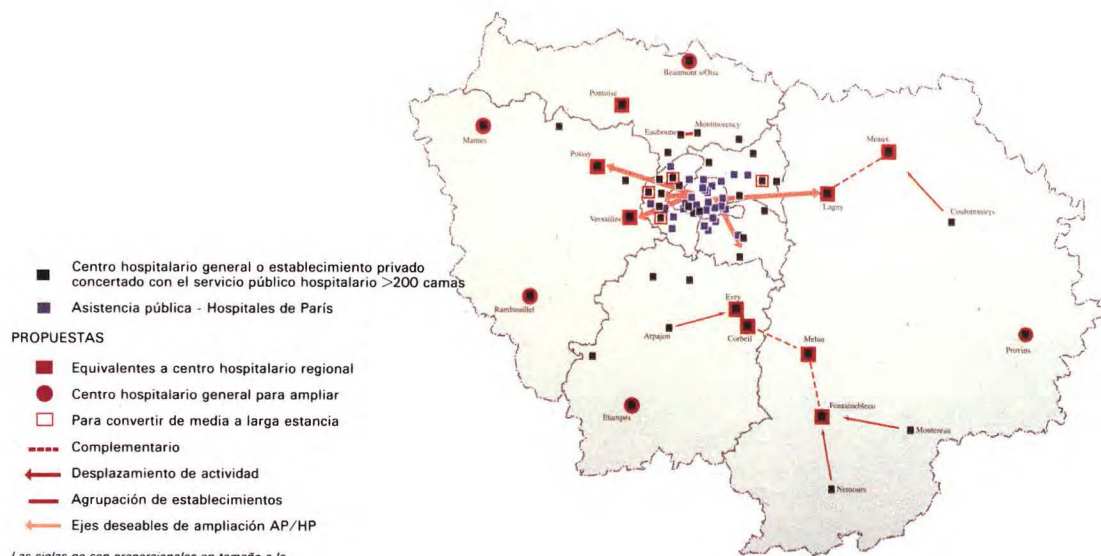 Beaumont s/Oise
Pontoise
Mantes
Eaubonne
Montmorency
Poissy
Meaux
Lagny
Coulommiers
Versailles
Centro hospitalario general o establecimiento privado
concertado con el servicio público hospitalario >200 camas
Asistencia pública - Hospitales de París
Rambouillet
Evry
Arpajon
Corbeil
Melun
Provins
PROPUESTAS
Equivalentes a centro hospitalario regional
Centro hospitalario general para ampliar
Para convertir de media a larga estancia
Etampes
Fontainebleau
Montereau
Complementario
Desplazamiento de actividad
Nemours
Agrupación de establecimientos
Ejes deseables de ampliación AP/HP